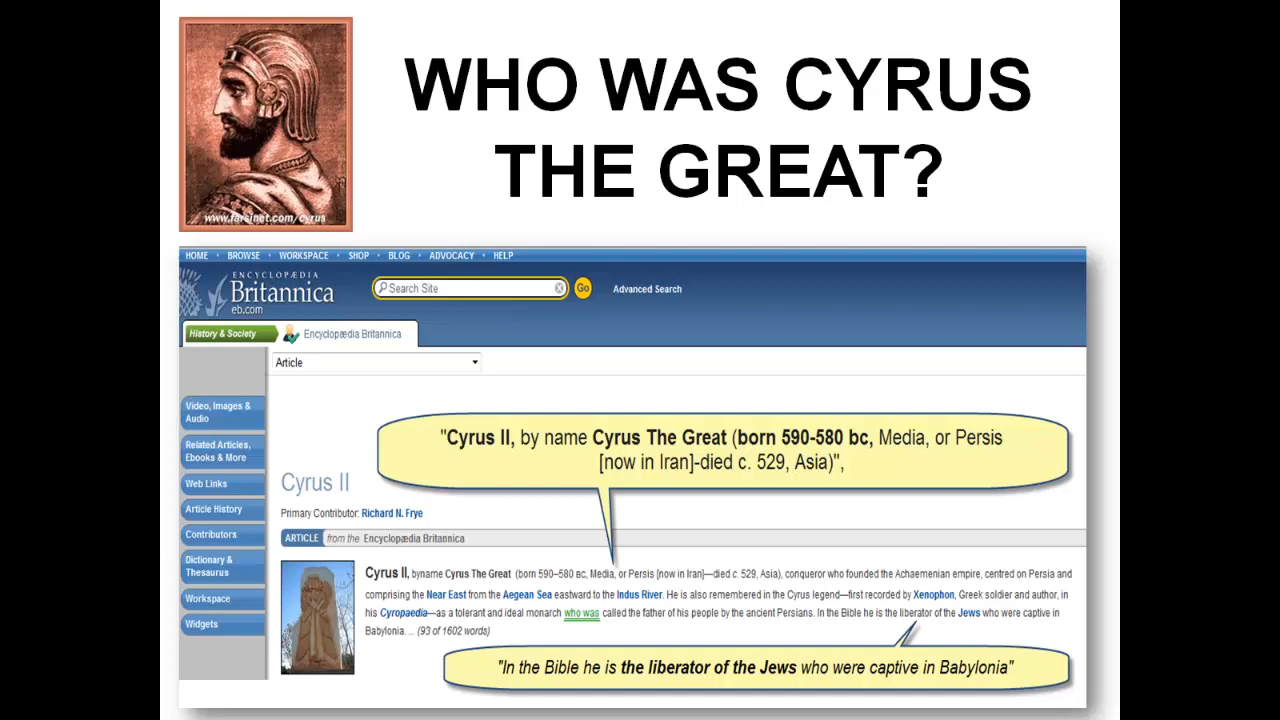 WHO WAS CYRUS
THE GREAT?
www.farsinet.com/cyrus
HOME • BROWSE • WORKSPACE • SHOP • BLOG • ADVOCACY • HELP
ENCYCLOPÆDIA
Britannica
eb.com
Search Site
Go
Advanced Search
History & Society
Encyclopædia Britannica
Article
Video, Images &
Audio
Related Articles,
Ebooks & More
Web Links
Article History
Contributors
Dictionary &
Thesaurus
Workspace
Widgets
"Cyrus II, by name Cyrus The Great (born 590-580 bc, Media, or Persis
[now in Iran]-died c. 529, Asia)",
Cyrus II
Primary Contributor: Richard N. Frye
ARTICLE from the Encyclopædia Britannica
Cyrus II, byname Cyrus The Great (born 590–580 BC, Media, or Persis [now in Iran]—died c. 529, Asia), conqueror who founded the Achaemenian empire, centred on Persia and
comprising the Near East from the Aegean Sea eastward to the Indus River. He is also remembered in the Cyrus legend—first recorded by Xenophon, Greek soldier and author, in
his Cyropaedia—as a tolerant and ideal monarch who was called the father of his people by the ancient Persians. In the Bible he is the liberator of the Jews who were captive in
Babylonia. .. (93 of 1602 words)
"In the Bible he is the liberator of the Jews who were captive in Babylonia"